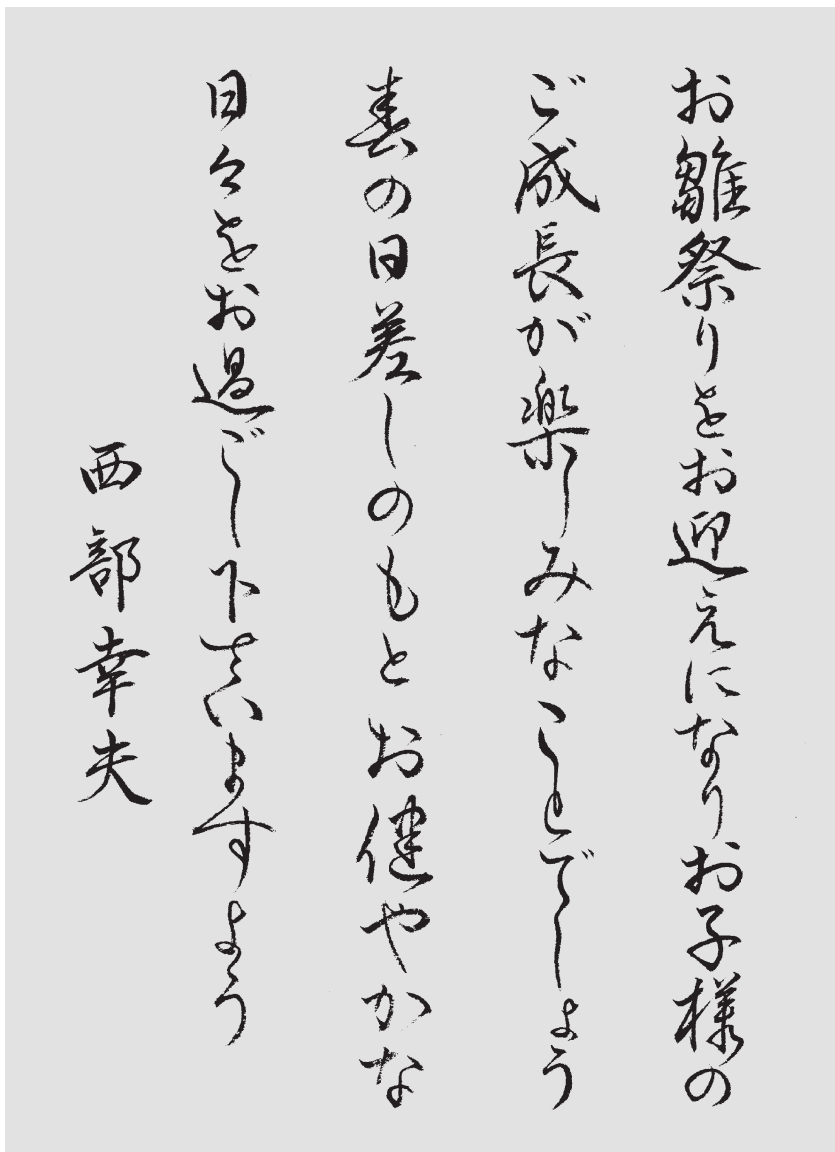 お雛祭りをお迎えになりお子様の
ご成長が楽しみなことでしょう
春の日差しのもとお健やかな
日々をお過ごし下さいますよう
西部幸夫